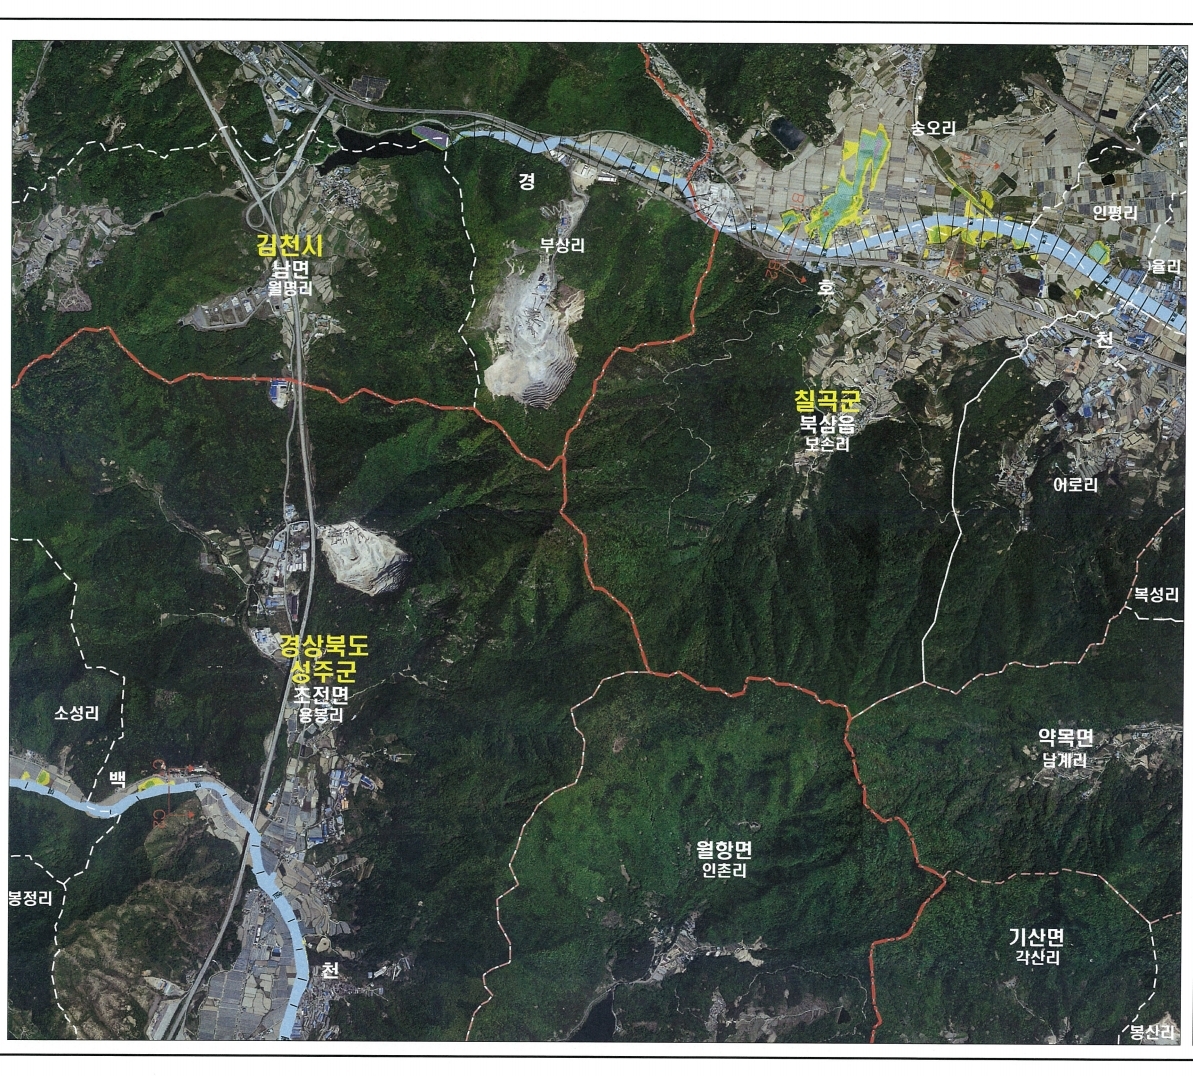 숭오리
경
인평리
부상리
김천시
남면
월명리
율리
호
천
칠곡군
북삼읍
보손리
어로리
복성리
경상북도
성주군
초전면
용봉리
소성리
약목면
남계리
백
월항면
인촌리
봉정리
기산면
각산리
천
봉산리